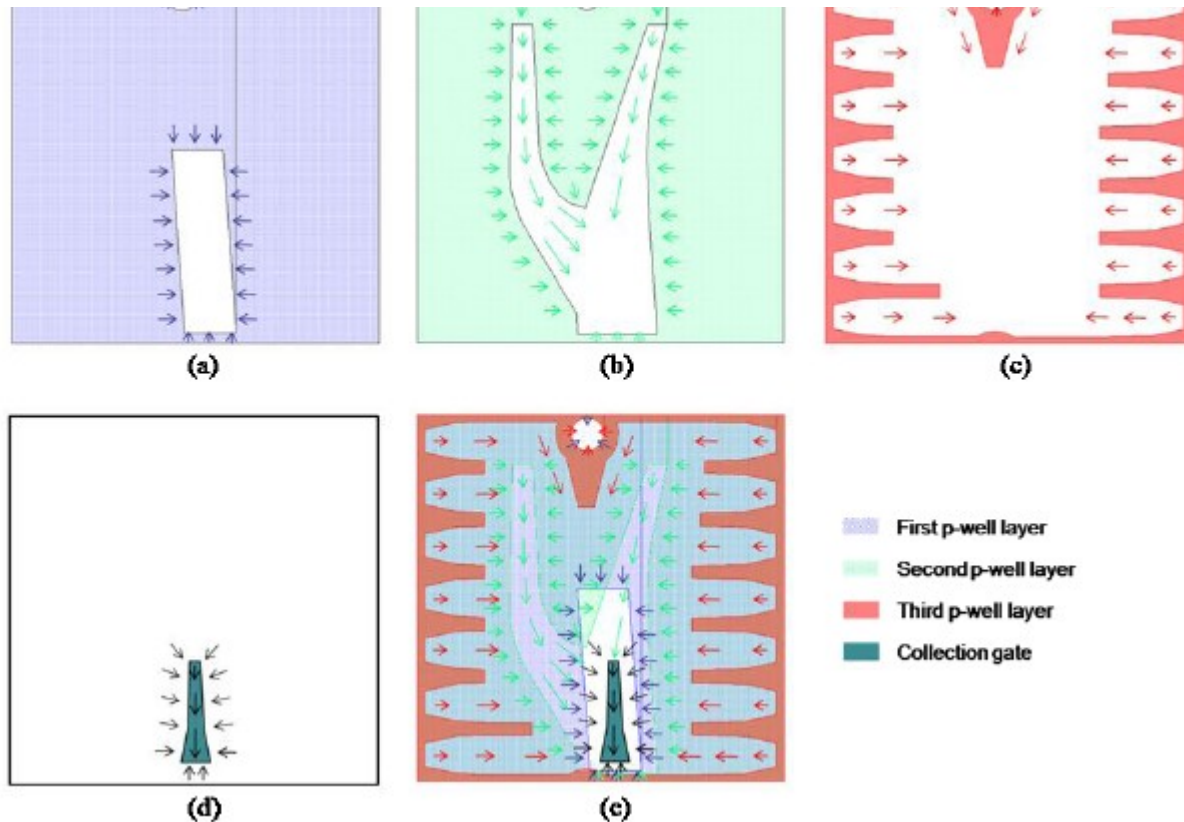 (a)
(b)
(c)
(d)
(e)
First p-well layer
Second p-well layer
Third p-well layer
Collection gate